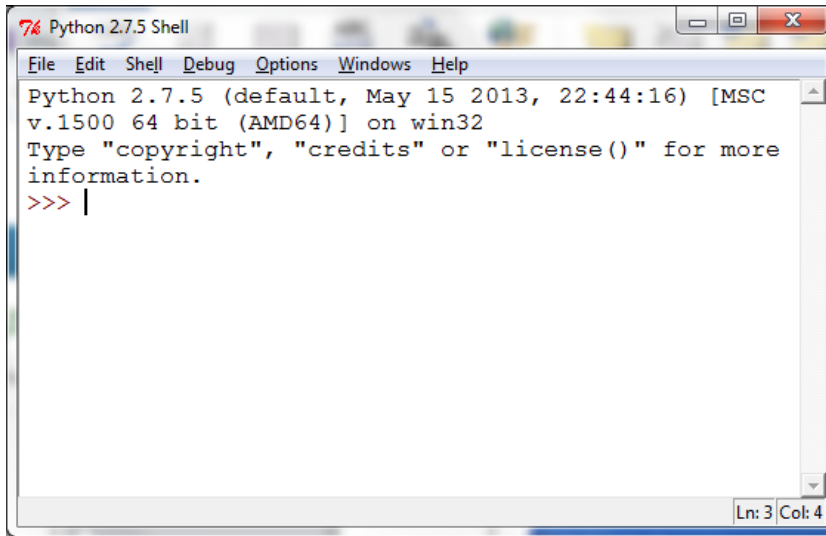 Python 2.7.5 Shell
File Edit Shell Debug Options Windows Help
Python 2.7.5 (default, May 15 2013, 22:44:16) [MSC
v.1500 64 bit (AMD64)] on win32
Type "copyright", "credits" or "license()" for more
information.
>>>
Ln: 3 Col: 4